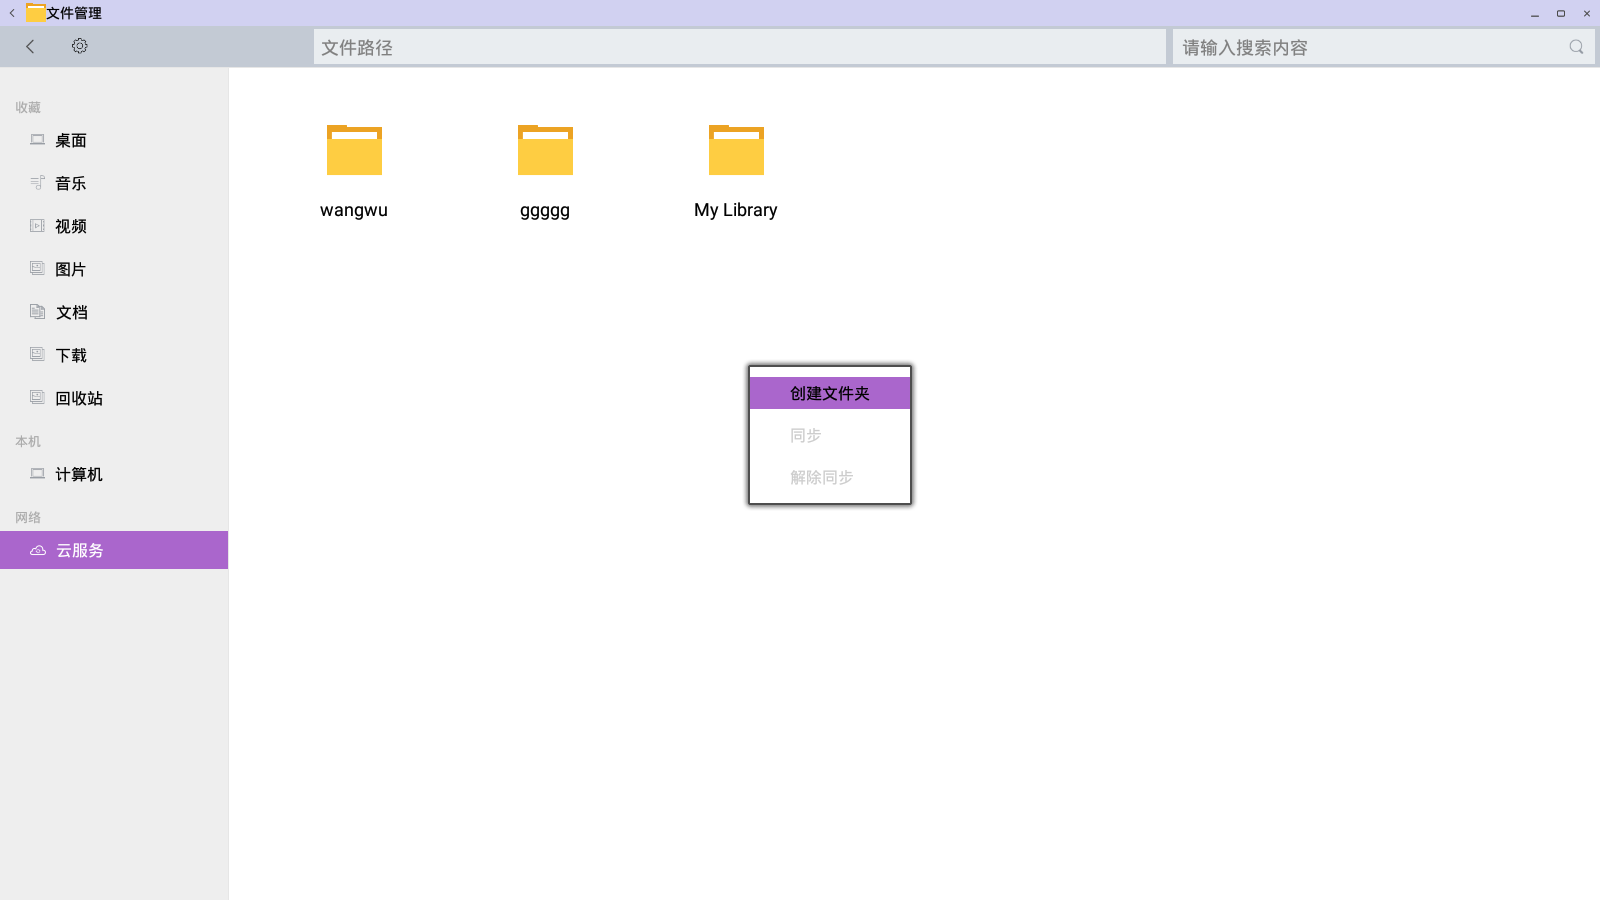 文件管理
文件路径
请输入搜索内容
收藏
桌面
音乐
视频
图片
文档
下载
回收站
本机
计算机
网络
云服务
wangwu
ggggg
My Library
创建文件夹
同步
解除同步